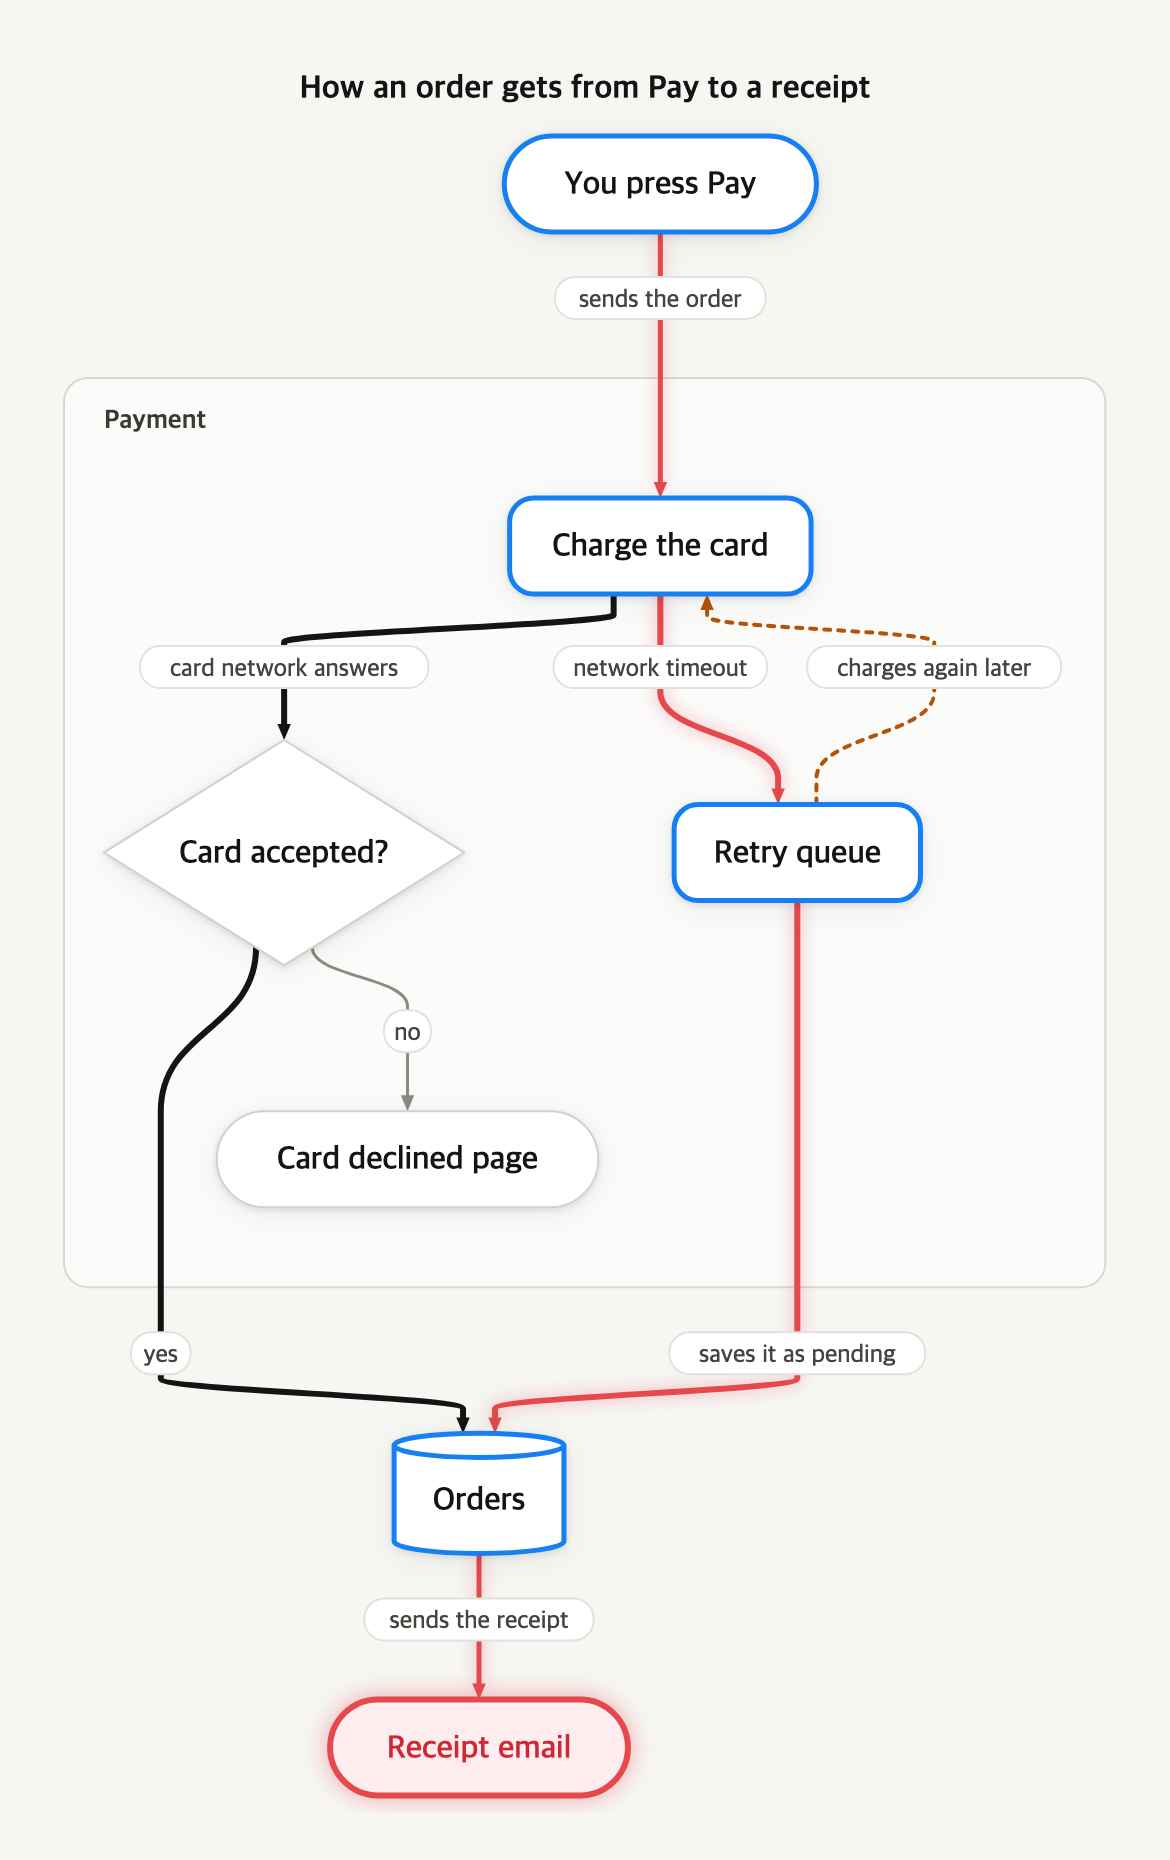 How an order gets from Pay to a receipt
You press Pay
sends the order
Payment
Charge the card
card network answers
network timeout
charges again later
Card accepted?
Retry queue
no
Card declined page
yes
saves it as pending
Orders
sends the receipt
Receipt email